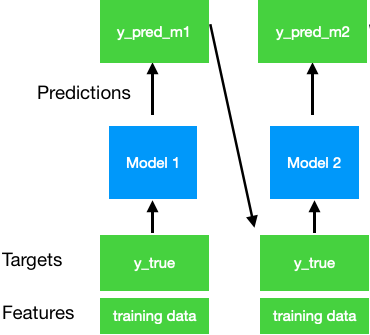 y_pred_m1
y_pred_m2
Predictions
Model 1
Model 2
Targets
y_true
y_true
Features
training data
training data